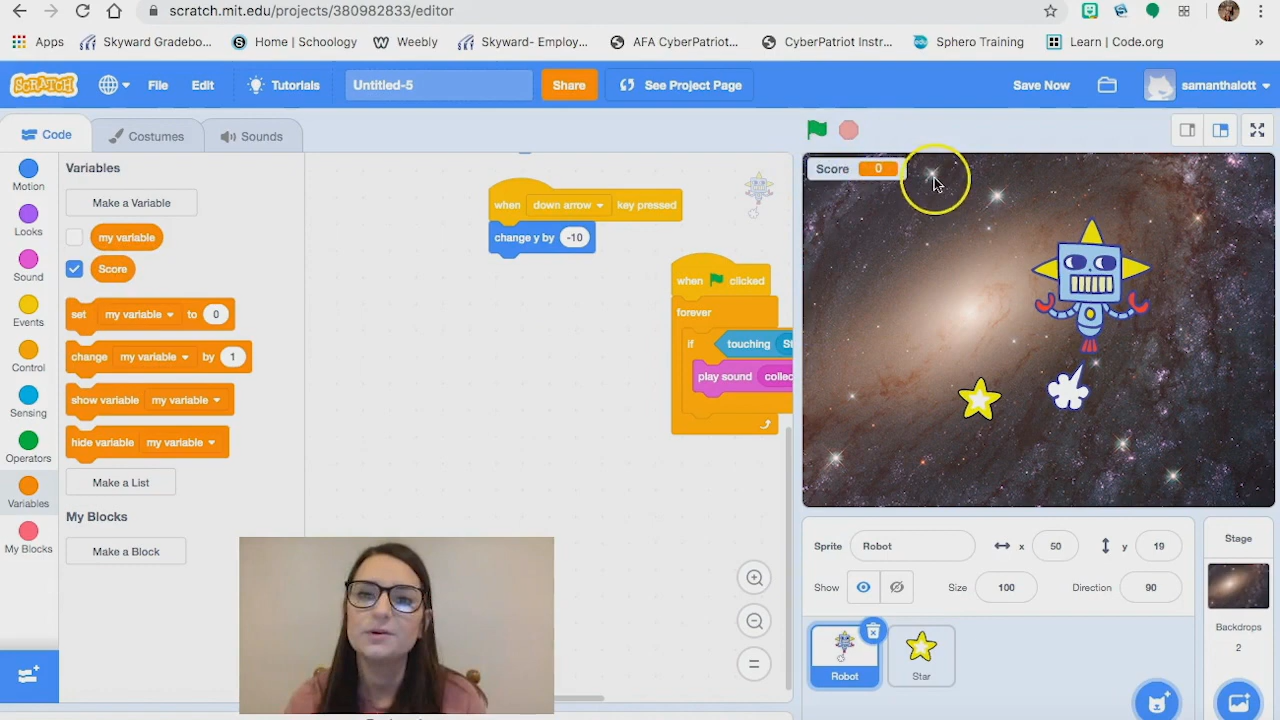 scratch.mit.edu/projects/380982833/editor
Apps Skyward Gradebo... Home | Schoology Weebly Skyward- Employ... AFA CyberPatriot... CyberPatriot Instr... Sphero Training Learn | Code.org »
SCRATCH File Edit Tutorials Untitled-5 Share See Project Page Save Now samanthalott
Code Costumes Sounds
Motion
Looks
Sound
Events
Control
Sensing
Operators
Variables
My Blocks
Variables
Make a Variable
my variable
Score
set my variable to 0
change my variable by 1
show variable my variable
hide variable my variable
Make a List
My Blocks
Make a Block
when down arrow key pressed
change y by -10
when clicked
forever
if touching St
play sound collec
Score 0
Sprite Robot x 50 y 19
Show Size 100 Direction 90
Robot
Star
Stage
Backdrops
2